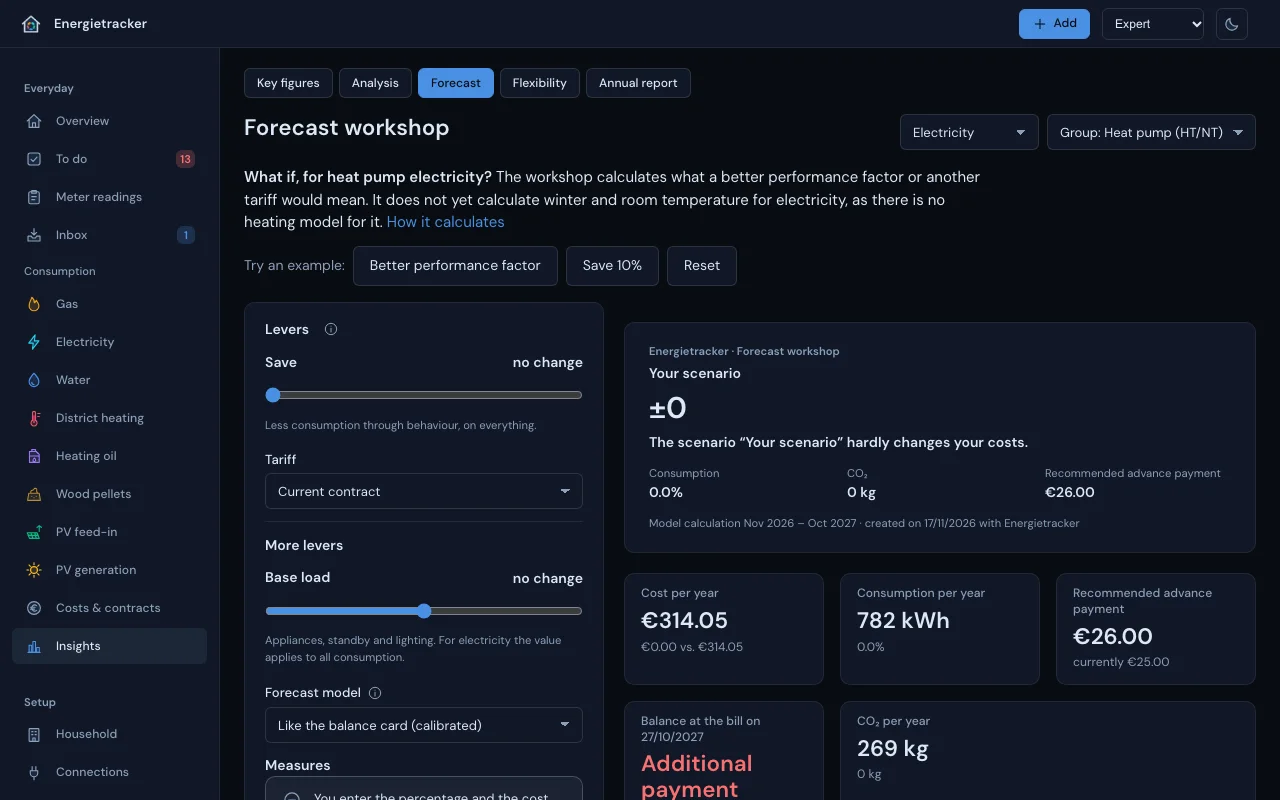 Energietracker
Add
Expert
Everyday
Overview
To do
13
Meter readings
Inbox
1
Consumption
Gas
Electricity
Water
District heating
Heating oil
Wood pellets
PV feed-in
PV generation
Costs & contracts
Insights
Setup
Household
Connections
Key figures
Analysis
Forecast
Flexibility
Annual report
Forecast workshop
Electricity
Group: Heat pump (HT/NT)
What if, for heat pump electricity? The workshop calculates what a better performance factor or another
tariff would mean. It does not yet calculate winter and room temperature for electricity, as there is no
heating model for it. How it calculates
Try an example:
Better performance factor
Save 10%
Reset
Levers
Save
no change
Less consumption through behaviour, on everything.
Tariff
Current contract
More levers
Base load
no change
Appliances, standby and lighting. For electricity the value
applies to all consumption.
Forecast model
Like the balance card (calibrated)
Measures
You enter the percentage and the cost
Energietracker · Forecast workshop
Your scenario
±0
The scenario “Your scenario” hardly changes your costs.
Consumption
0.0%
CO₂
0 kg
Recommended advance payment
€26.00
Model calculation Nov 2026 – Oct 2027 · created on 17/11/2026 with Energietracker
Cost per year
€314.05
€0.00 vs. €314.05
Consumption per year
782 kWh
0.0%
Recommended advance
payment
€26.00
currently €25.00
Balance at the bill on
27/10/2027
Additional
payment
CO₂ per year
269 kg
0 kg